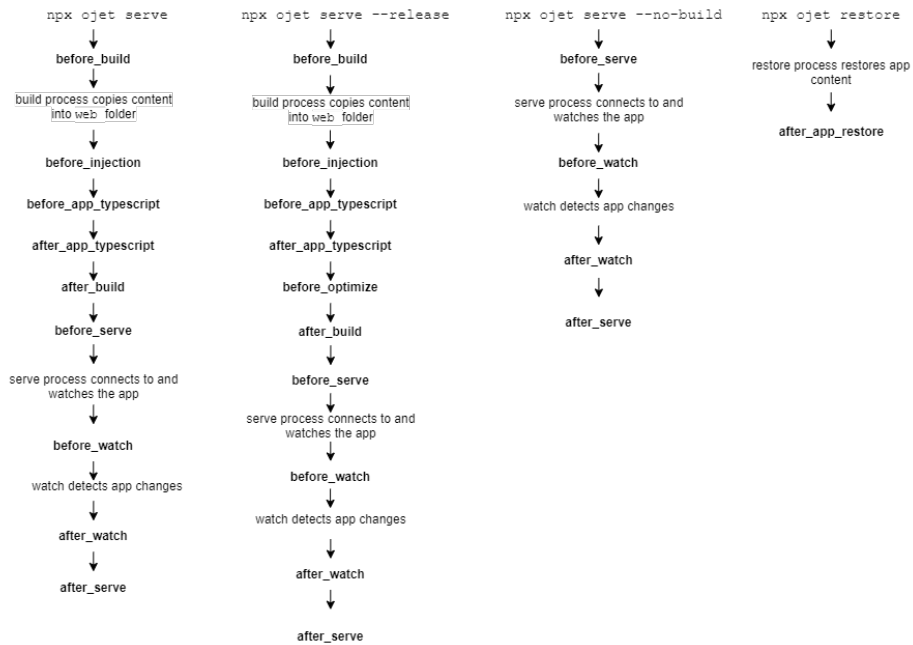 npx ojet serve
before_build
build process copies content
into web folder
before_injection
before_app_typescript
after_app_typescript
after_build
before_serve
serve process connects to and
watches the app
before_watch
watch detects app changes
after_watch
after_serve
npx ojet serve --release
before_build
build process copies content
into web folder
before_injection
before_app_typescript
after_app_typescript
before_optimize
after_build
before_serve
serve process connects to and
watches the app
before_watch
watch detects app changes
after_watch
after_serve
npx ojet serve --no-build
before_serve
serve process connects to and
watches the app
before_watch
watch detects app changes
after_watch
after_serve
npx ojet restore
restore process restores app
content
after_app_restore